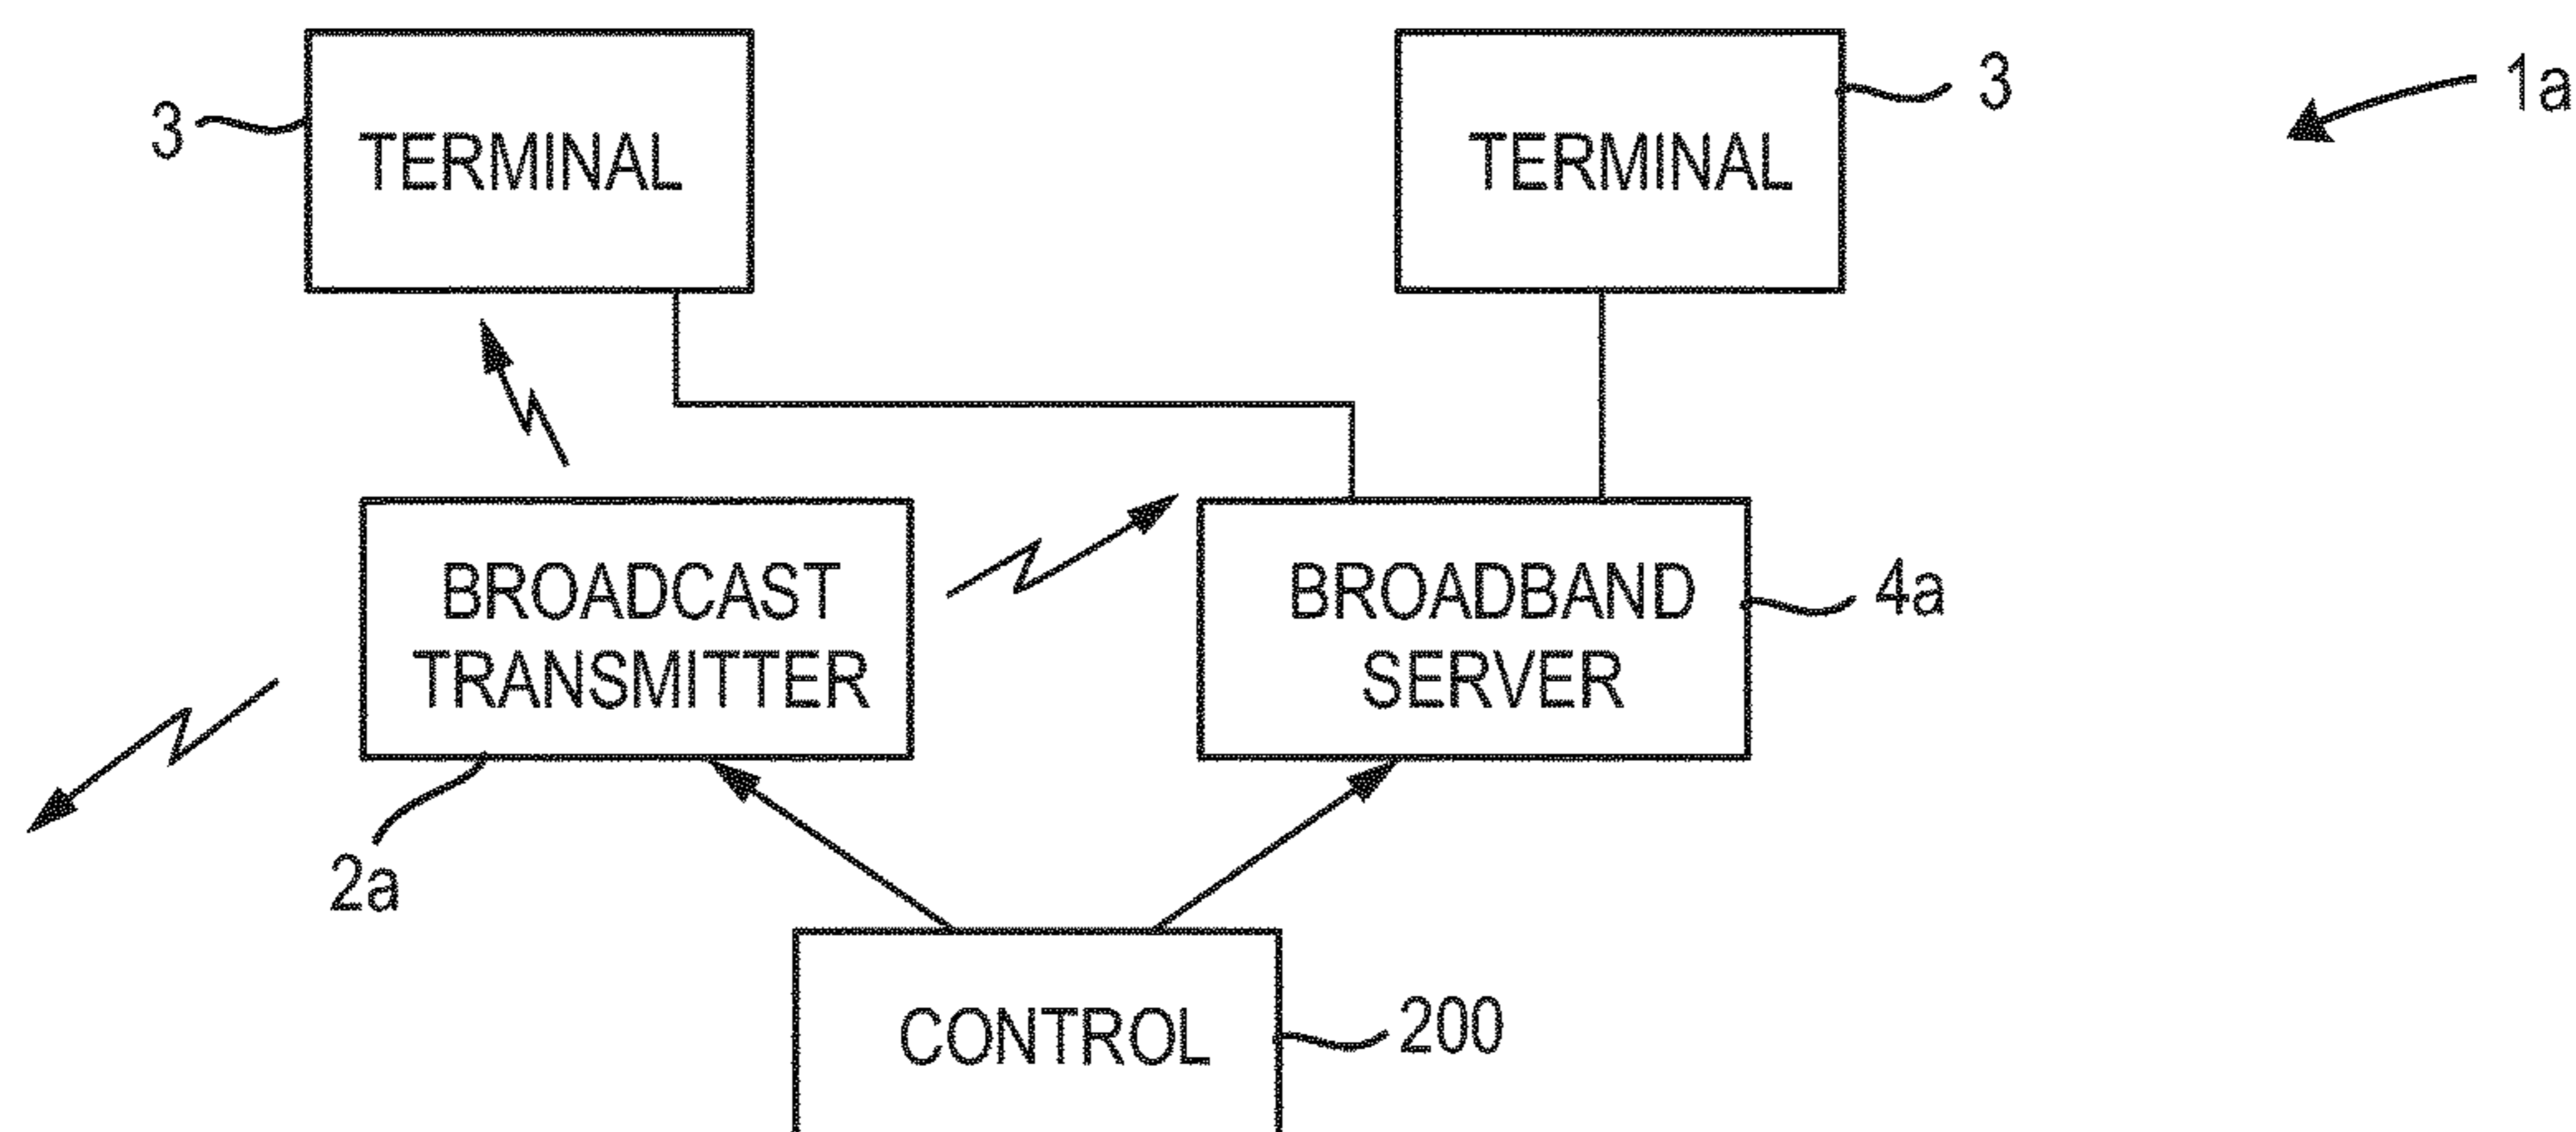 3
TERMINAL
TERMINAL
3
1a
BROADCAST
TRANSMITTER
2a
BROADBAND
SERVER
4a
CONTROL
200